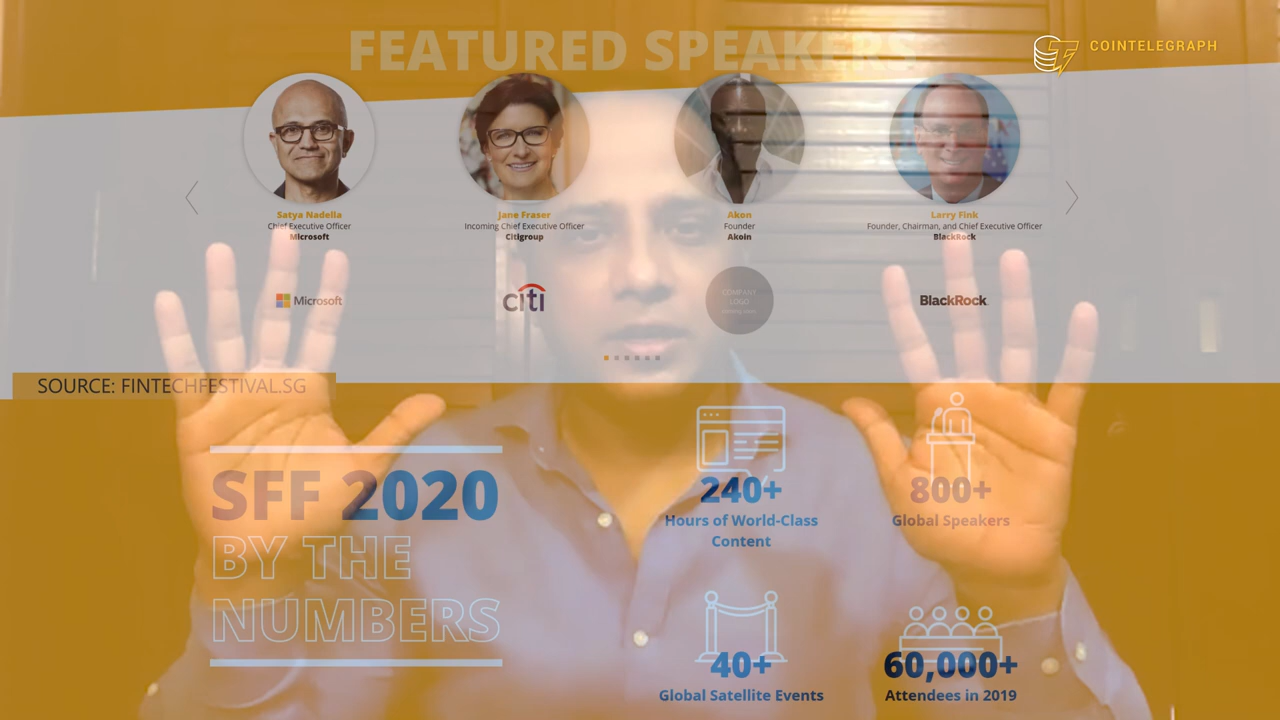 FEATURED SPEAKERS
COINTELEGRAPH
Satya Nadella
Chief Executive Officer
Microsoft
Jane Fraser
Incoming Chief Executive Officer
Citigroup
Akon
Founder
Akoin
Larry Fink
Founder, Chairman, and Chief Executive Officer
BlackRock
Microsoft
citi
COMPANY
LOGO
BlackRock
SOURCE: FINTECHFESTIVAL.SG
SFF 2020
BY THE
NUMBERS
240+
Hours of World-Class
Content
800+
Global Speakers
40+
Global Satellite Events
60,000+
Attendees in 2019